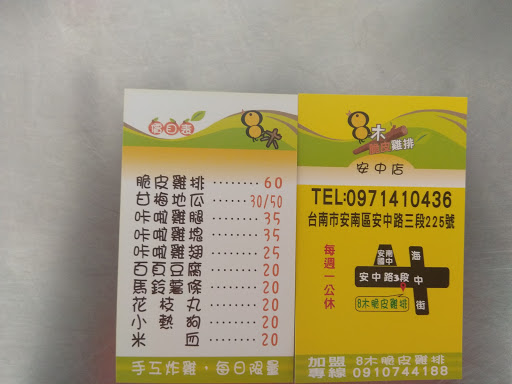 價目表
8木
脆皮雞排 60
甘梅地瓜 30/50
咔啦雞腿 35
咔啦雞塊 35
咔啦雞翅 25
百頁豆腐 20
馬鈴薯條 20
花枝丸 20
小熱狗 20
米血 20
手工炸雞，每日限量
8木
脆皮雞排
安中店
TEL:0971410436
台南市安南區安中路三段225號
每週一公休
安南國中
海中街
安中路3段
8木脆皮雞排
加盟 8木脆皮雞排
專線 0910744188